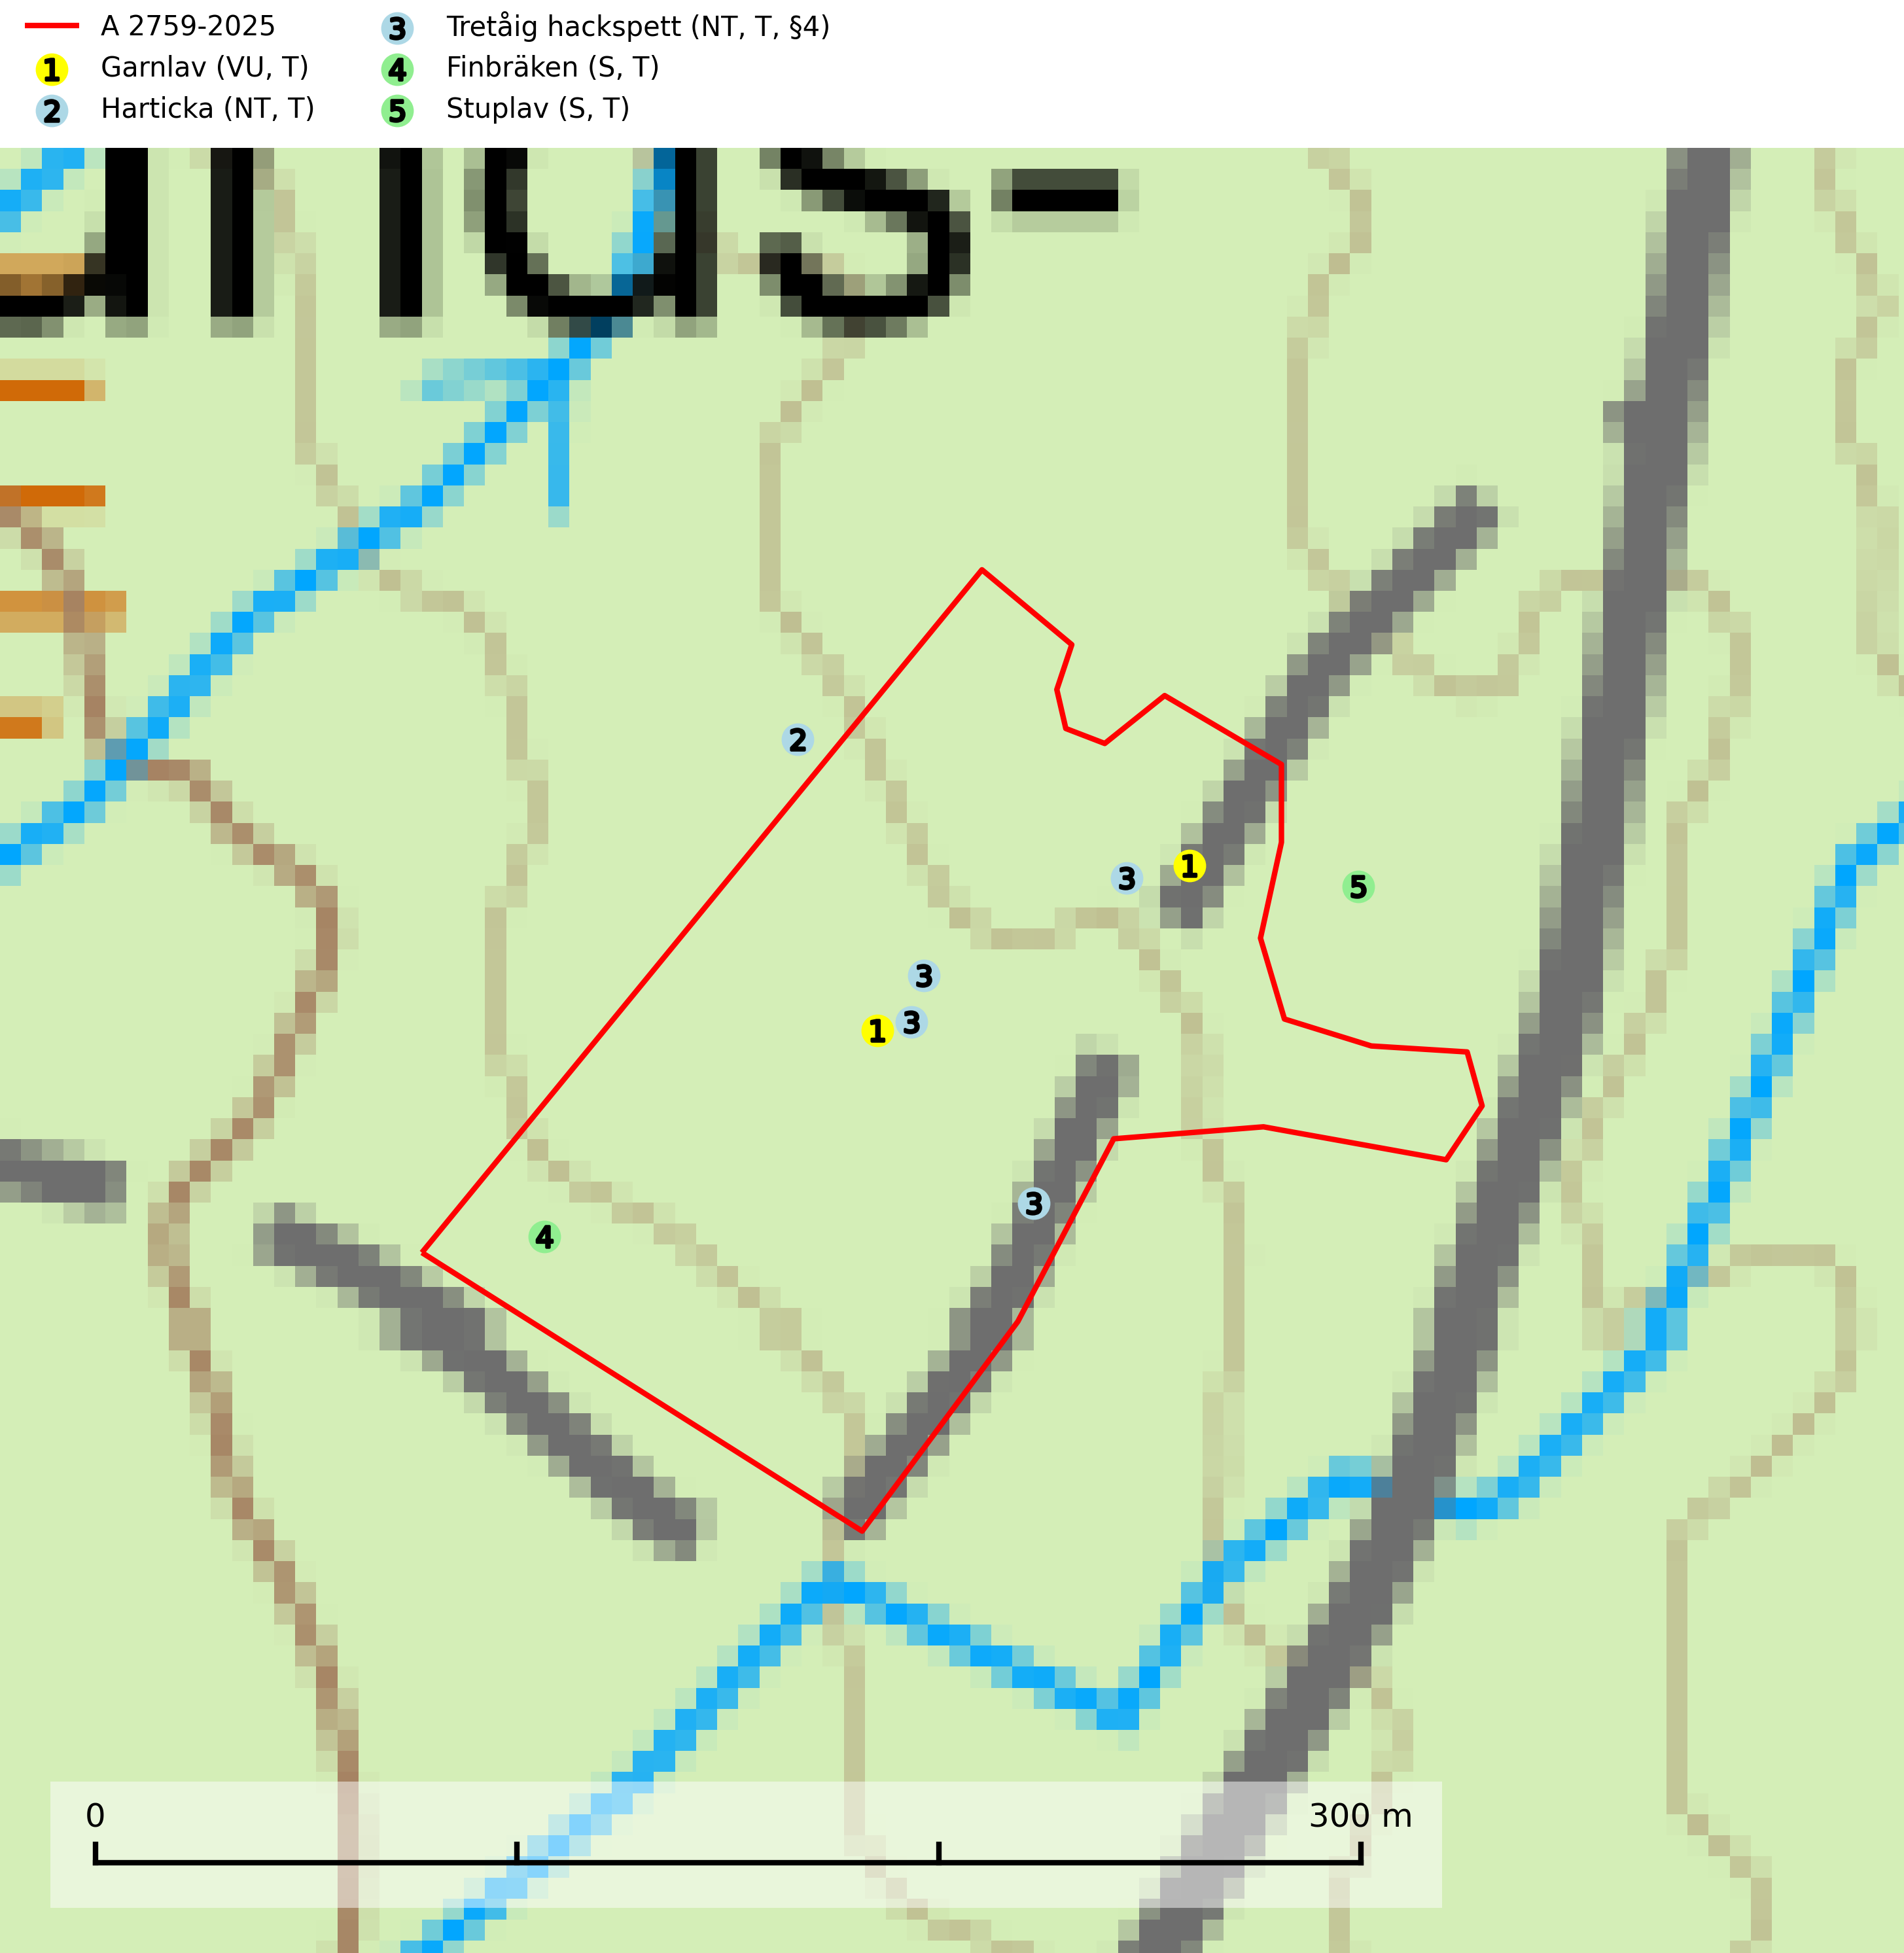 A 2759-2025
1 Garnlav (VU, T)
2 Harticka (NT, T)
3 Tretåig hackspett (NT, T, §4)
4 Finbräken (S, T)
5 Stuplav (S, T)
2
3
1
5
3
1
3
3
4
0
300 m